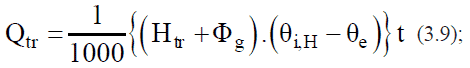 Q_tr = 1/1000 {(H_tr + Φ_g).(θ_i,H − θ_e)} t (3.9);